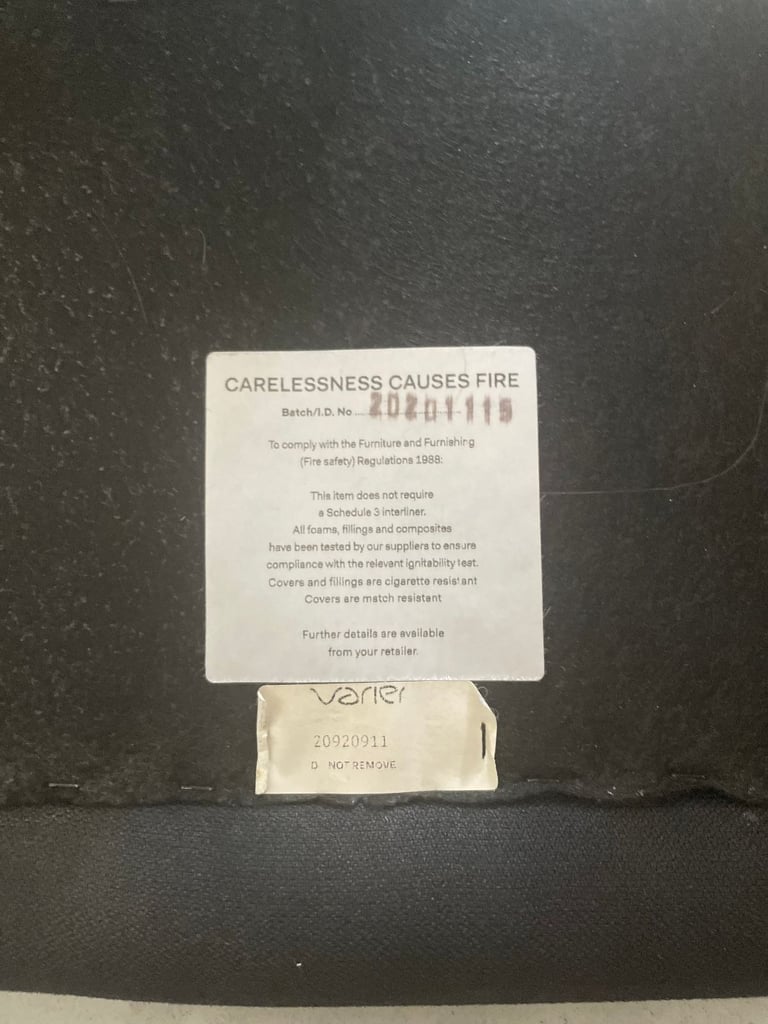 CARELESSNESS CAUSES FIRE
Batch/I.D. No .... 20201115
To comply with the Furniture and Furnishing
(Fire safety) Regulations 1988:
This item does not require
a Schedule 3 interliner.
All foams, fillings and composites
have been tested by our suppliers to ensure
compliance with the relevant ignitability test.
Covers and fillings are cigarette resistant
Covers are match resistant
Further details are available
from your retailer.
varier
20920911
D NOT REMOVE